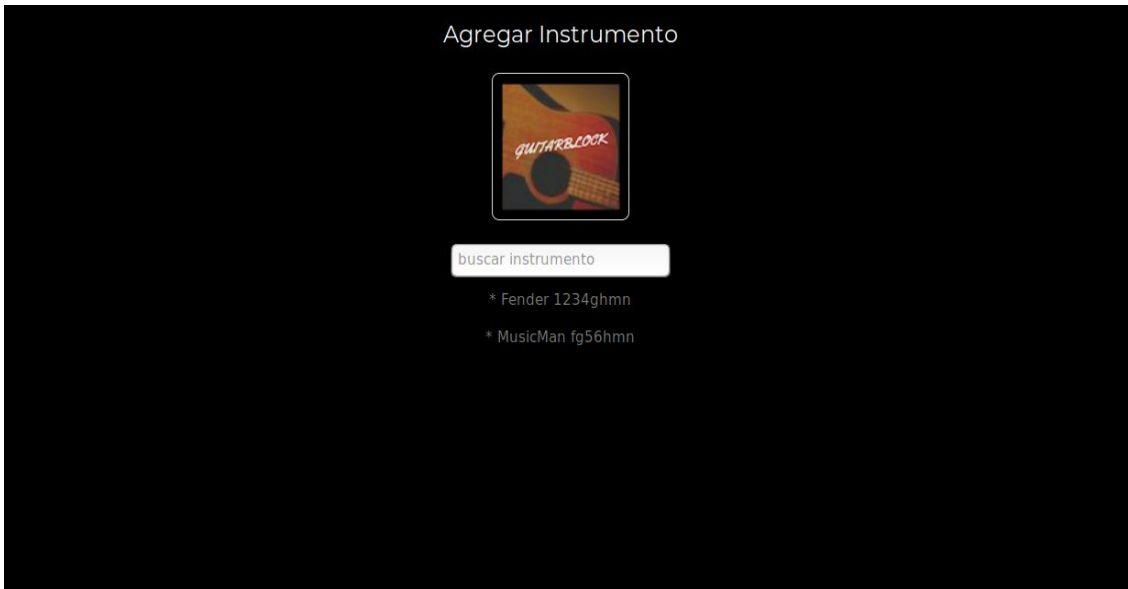 Agregar Instrumento
GUITARBLOCK
buscar instrumento
* Fender 1234ghmn
* MusicMan fg56hmn